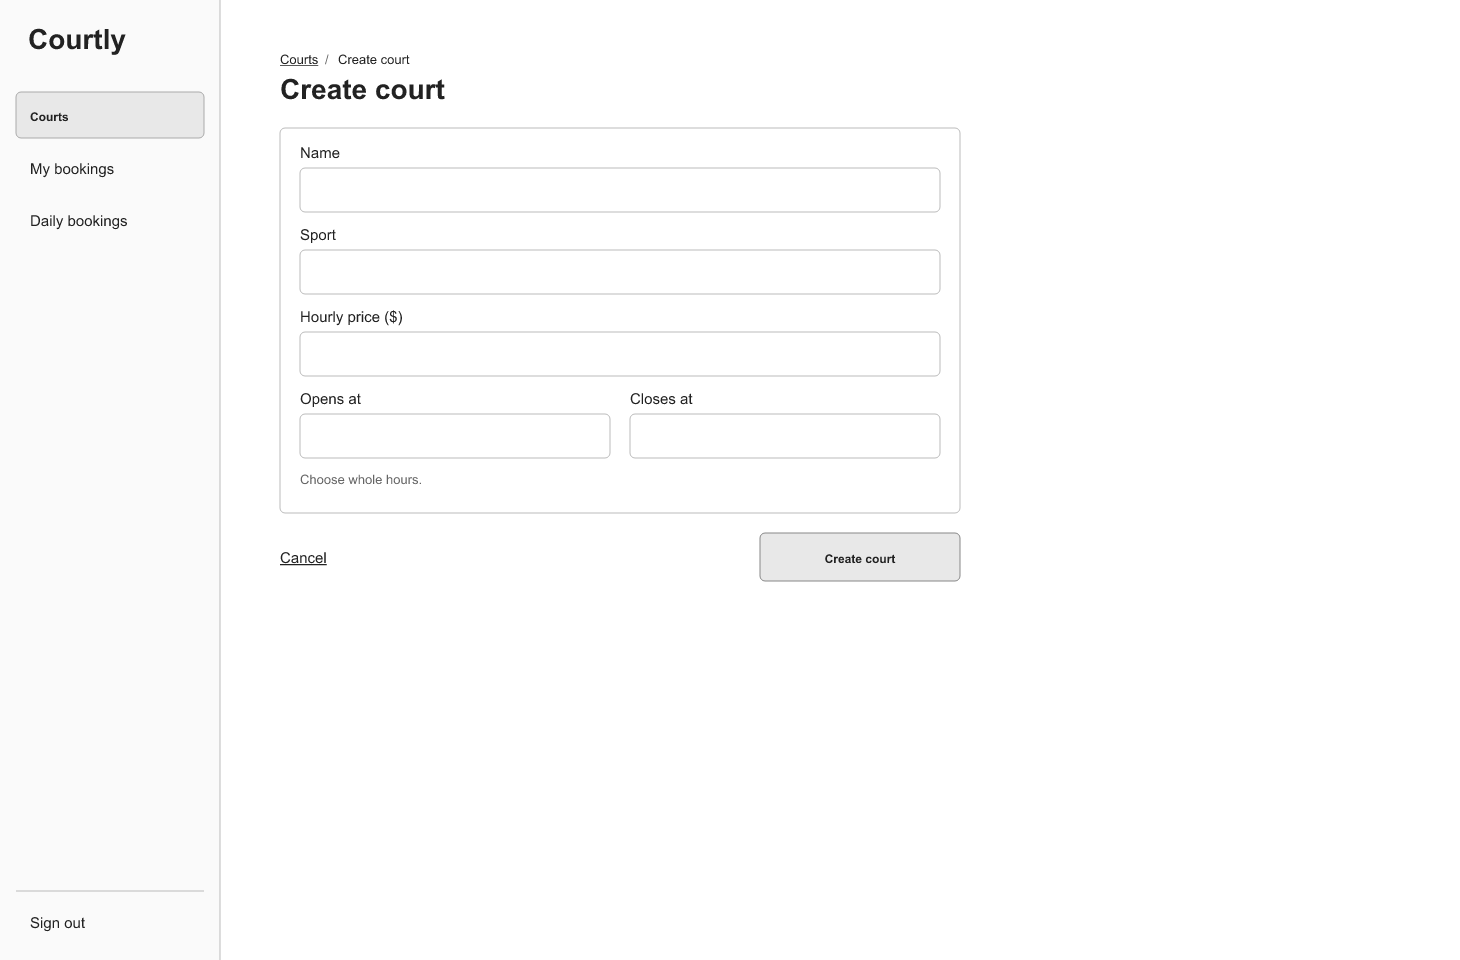 Courtly
Courts
My bookings
Daily bookings
Sign out
Courts / Create court
Create court
Name
Sport
Hourly price ($)
Opens at Closes at
Choose whole hours.
Cancel Create court